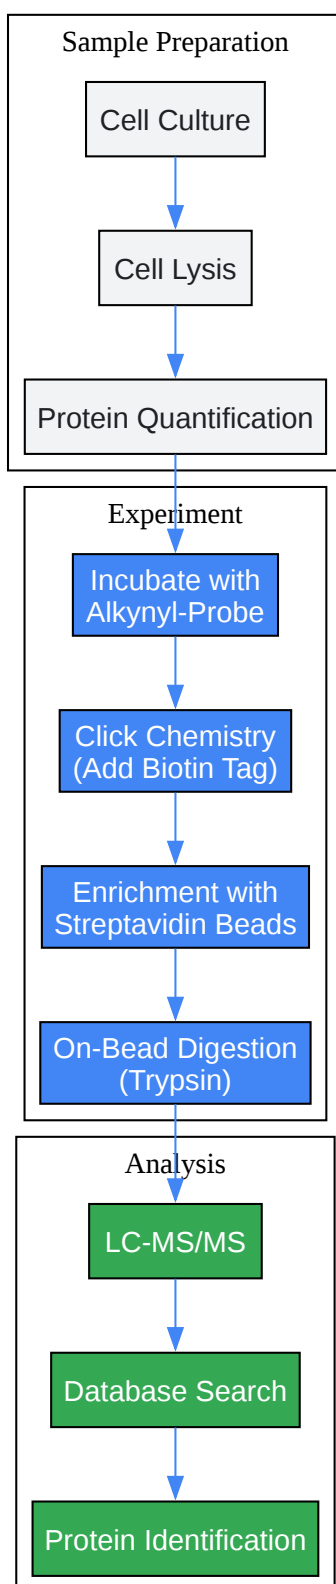 Sample Preparation
Cell Culture
Cell Lysis
Protein Quantification
Experiment
Incubate with
Alkynyl-Probe
Click Chemistry
(Add Biotin Tag)
Enrichment with
Streptavidin Beads
On-Bead Digestion
(Trypsin)
Analysis
LC-MS/MS
Database Search
Protein Identification